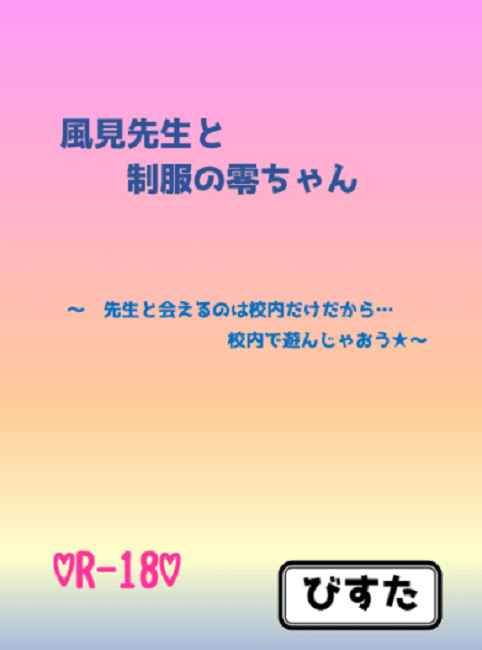 風見先生と
制服の零ちゃん
～ 先生と会えるのは校内だけだから…
校内で遊んじゃおう★～
♡R-18♡
びすた